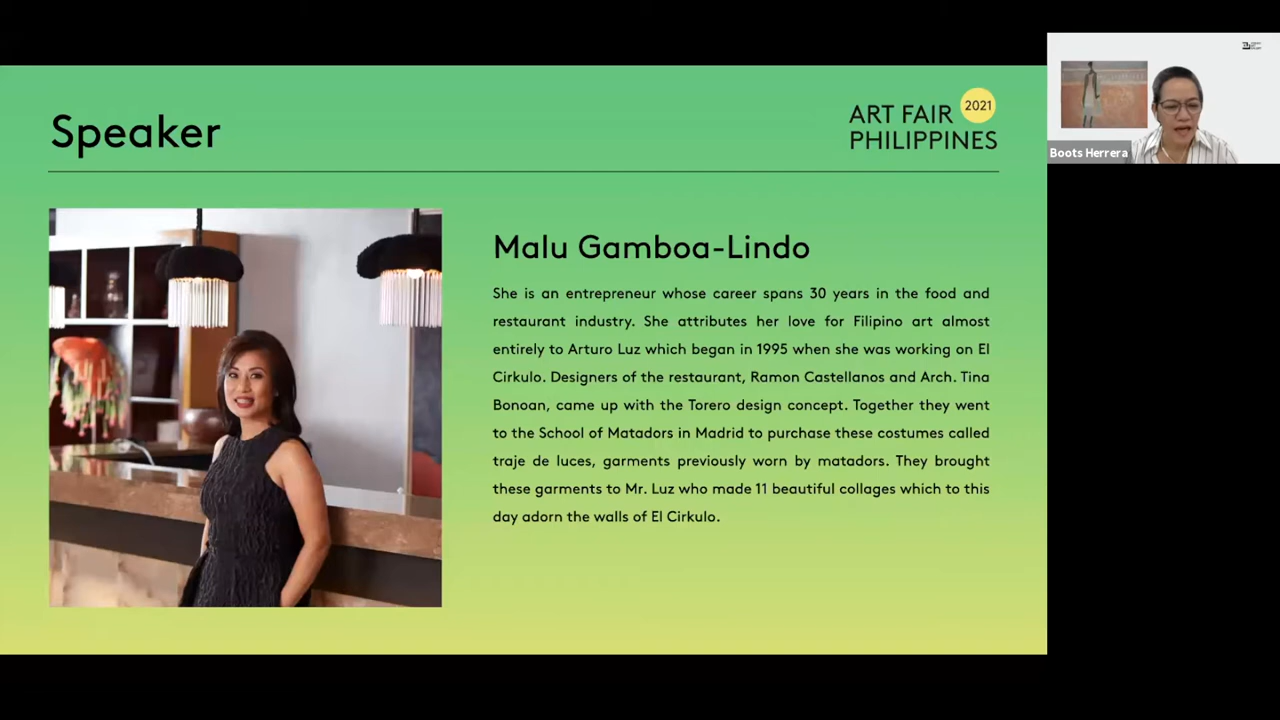 Speaker
ART FAIR 2021
PHILIPPINES
Boots Herrera
Malu Gamboa-Lindo
She is an entrepreneur whose career spans 30 years in the food and
restaurant industry. She attributes her love for Filipino art almost
entirely to Arturo Luz which began in 1995 when she was working on El
Cirkulo. Designers of the restaurant, Ramon Castellanos and Arch. Tina
Bonoan, came up with the Torero design concept. Together they went
to the School of Matadors in Madrid to purchase these costumes called
traje de luces, garments previously worn by matadors. They brought
these garments to Mr. Luz who made 11 beautiful collages which to this
day adorn the walls of El Cirkulo.